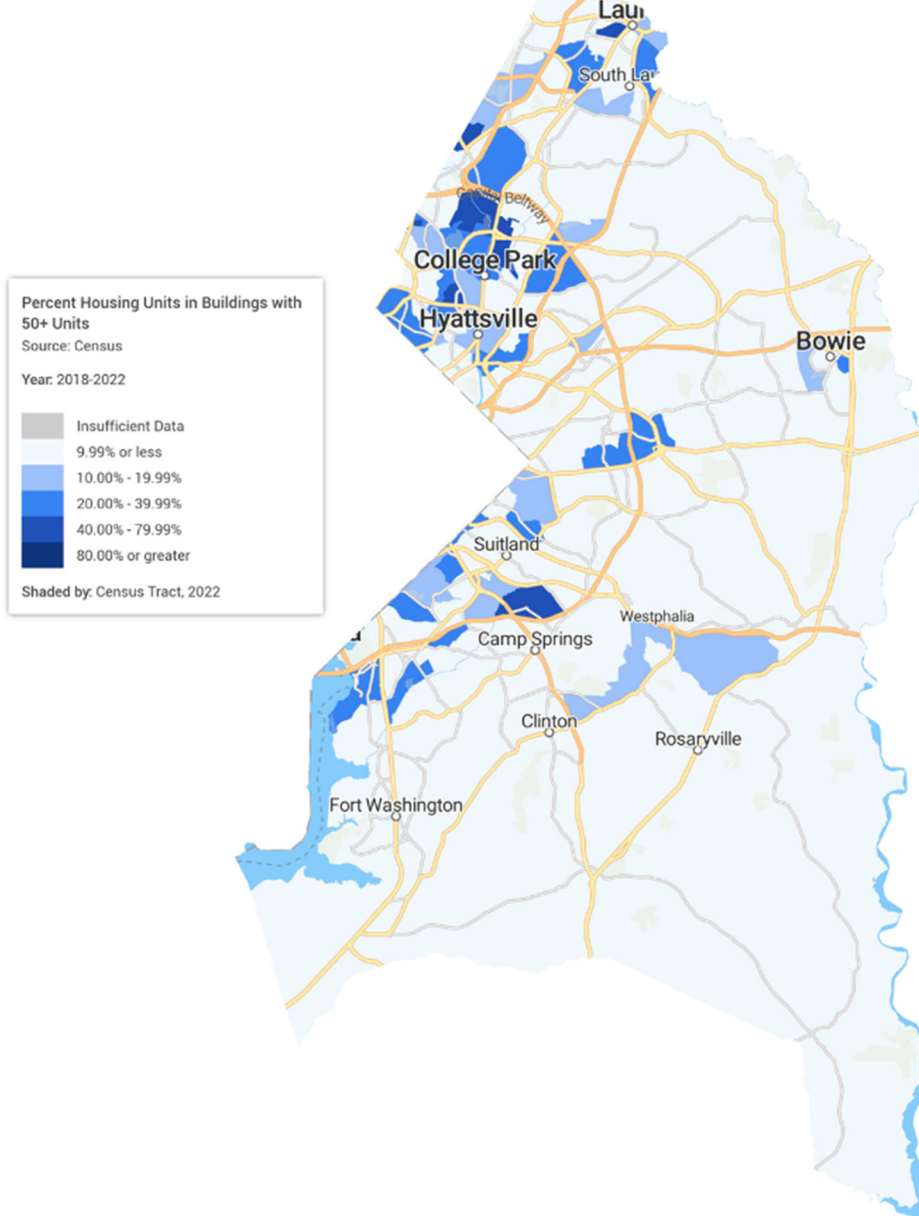 Laur
South Lau
Capital Beltway
College Park
Percent Housing Units in Buildings with
50+ Units
Source: Census
Hyattsville
Bowie
Year: 2018-2022
Insufficient Data
9.99% or less
10.00% - 19.99%
20.00% - 39.99%
40.00% - 79.99%
80.00% or greater
Suitland
Shaded by: Census Tract, 2022
Westphalia
Camp Springs
Clinton
Rosaryville
Fort Washington